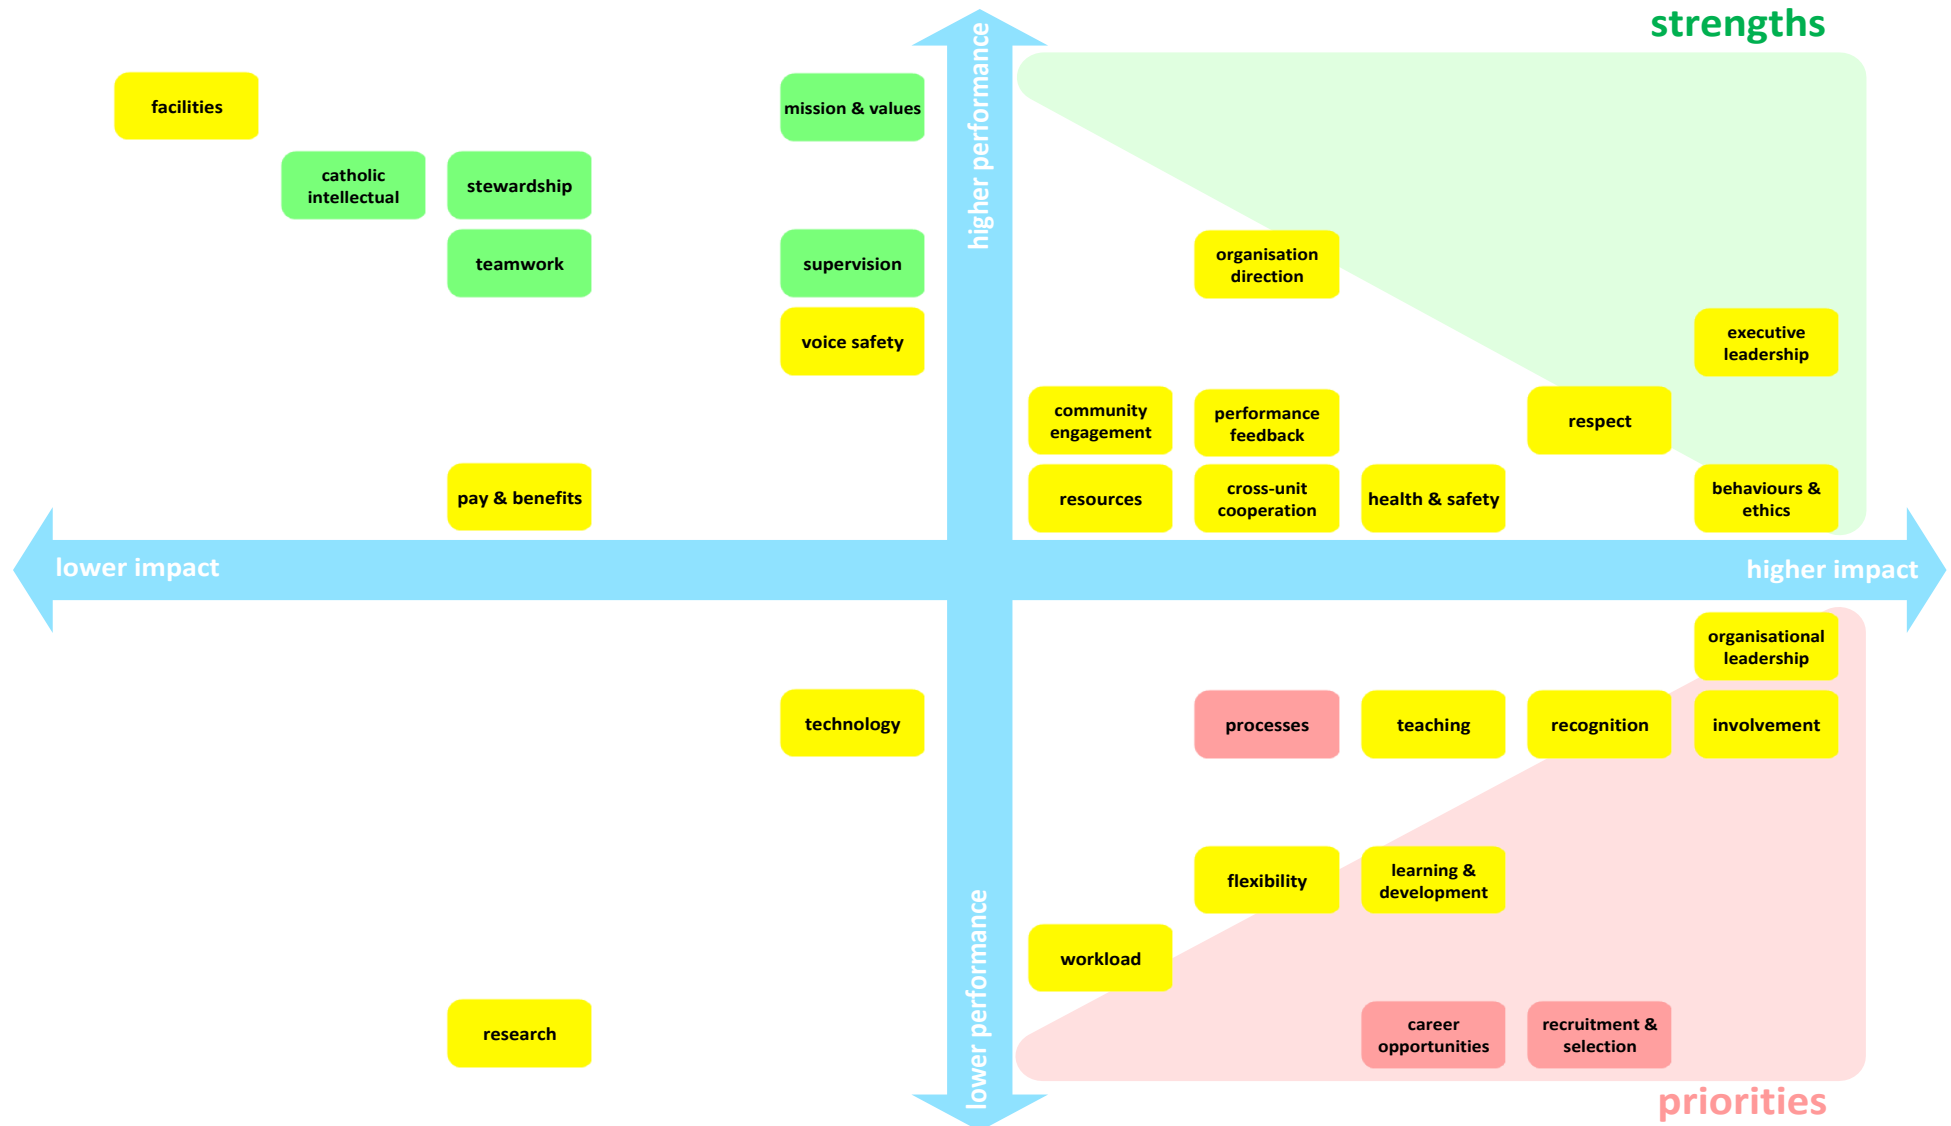 strengths
higher performance
facilities
mission & values
catholic
intellectual
stewardship
teamwork
supervision
organisation
direction
voice safety
executive
leadership
community
engagement
performance
feedback
respect
pay & benefits
resources
cross-unit
cooperation
health & safety
behaviours &
ethics
lower impact
higher impact
organisational
leadership
technology
processes
teaching
recognition
involvement
flexibility
learning &
development
workload
lower performance
research
career
opportunities
recruitment &
selection
priorities